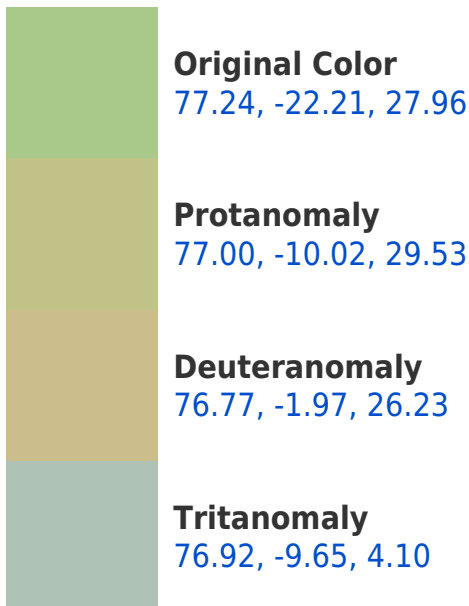 Original Color
77.24, -22.21, 27.96
Protanomaly
77.00, -10.02, 29.53
Deuteranomaly
76.77, -1.97, 26.23
Tritanomaly
76.92, -9.65, 4.10